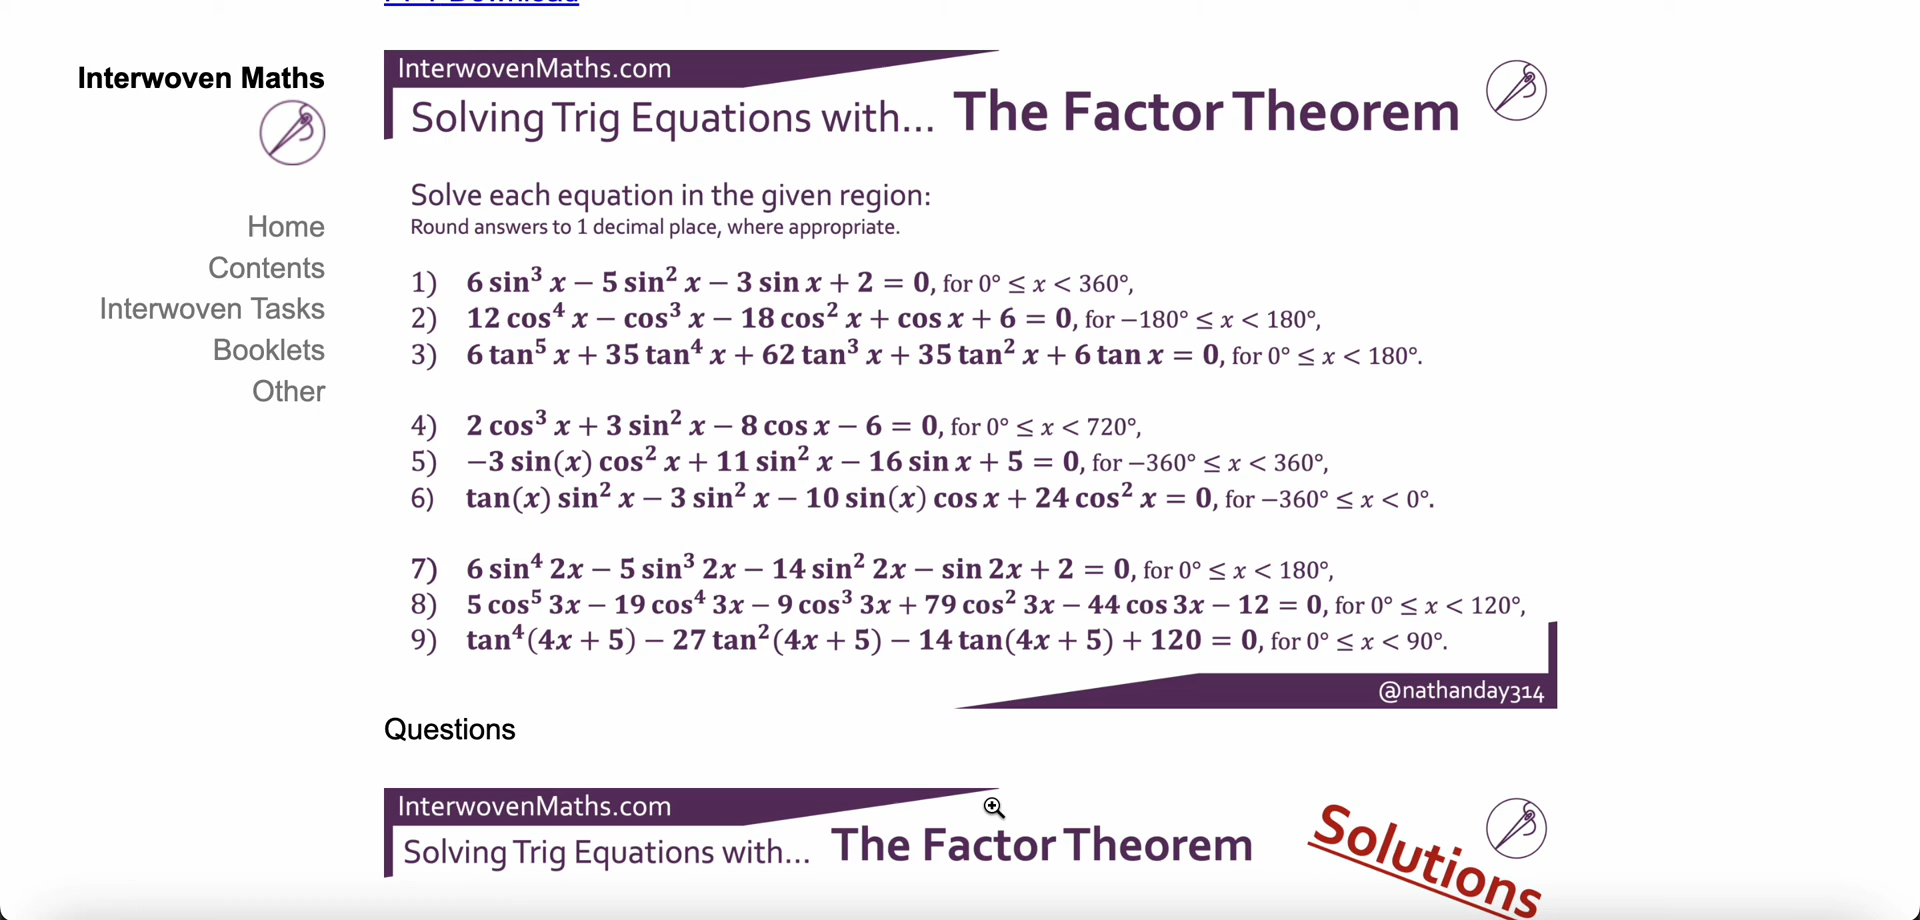 PPT Download
Interwoven Maths
Home
Contents
Interwoven Tasks
Booklets
Other
InterwovenMaths.com
Solving Trig Equations with... The Factor Theorem
Solve each equation in the given region:
Round answers to 1 decimal place, where appropriate.
1) 6 sin³ x − 5 sin² x − 3 sin x + 2 = 0, for 0° ≤ x < 360°,
2) 12 cos⁴ x − cos³ x − 18 cos² x + cos x + 6 = 0, for −180° ≤ x < 180°,
3) 6 tan⁵ x + 35 tan⁴ x + 62 tan³ x + 35 tan² x + 6 tan x = 0, for 0° ≤ x < 180°.
4) 2 cos³ x + 3 sin² x − 8 cos x − 6 = 0, for 0° ≤ x < 720°,
5) −3 sin(x) cos² x + 11 sin² x − 16 sin x + 5 = 0, for −360° ≤ x < 360°,
6) tan(x) sin² x − 3 sin² x − 10 sin(x) cos x + 24 cos² x = 0, for −360° ≤ x < 0°.
7) 6 sin⁴ 2x − 5 sin³ 2x − 14 sin² 2x − sin 2x + 2 = 0, for 0° ≤ x < 180°,
8) 5 cos⁵ 3x − 19 cos⁴ 3x − 9 cos³ 3x + 79 cos² 3x − 44 cos 3x − 12 = 0, for 0° ≤ x < 120°,
9) tan⁴(4x + 5) − 27 tan²(4x + 5) − 14 tan(4x + 5) + 120 = 0, for 0° ≤ x < 90°.
@nathanday314
Questions
InterwovenMaths.com
Solving Trig Equations with... The Factor Theorem
Solutions